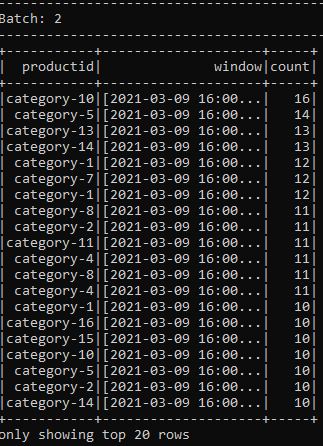 -------------------------------------------
Batch: 2
-------------------------------------------
+-----------+--------------------+-----+
|  productid|              window|count|
+-----------+--------------------+-----+
|category-10|[2021-03-09 16:00...|   16|
| category-5|[2021-03-09 16:00...|   14|
|category-13|[2021-03-09 16:00...|   13|
|category-14|[2021-03-09 16:00...|   13|
| category-1|[2021-03-09 16:00...|   12|
| category-7|[2021-03-09 16:00...|   12|
| category-1|[2021-03-09 16:00...|   12|
| category-8|[2021-03-09 16:00...|   11|
| category-2|[2021-03-09 16:00...|   11|
|category-11|[2021-03-09 16:00...|   11|
| category-4|[2021-03-09 16:00...|   11|
| category-8|[2021-03-09 16:00...|   11|
| category-4|[2021-03-09 16:00...|   11|
| category-1|[2021-03-09 16:00...|   10|
|category-16|[2021-03-09 16:00...|   10|
|category-15|[2021-03-09 16:00...|   10|
|category-10|[2021-03-09 16:00...|   10|
| category-5|[2021-03-09 16:00...|   10|
| category-2|[2021-03-09 16:00...|   10|
|category-14|[2021-03-09 16:00...|   10|
+-----------+--------------------+-----+
only showing top 20 rows